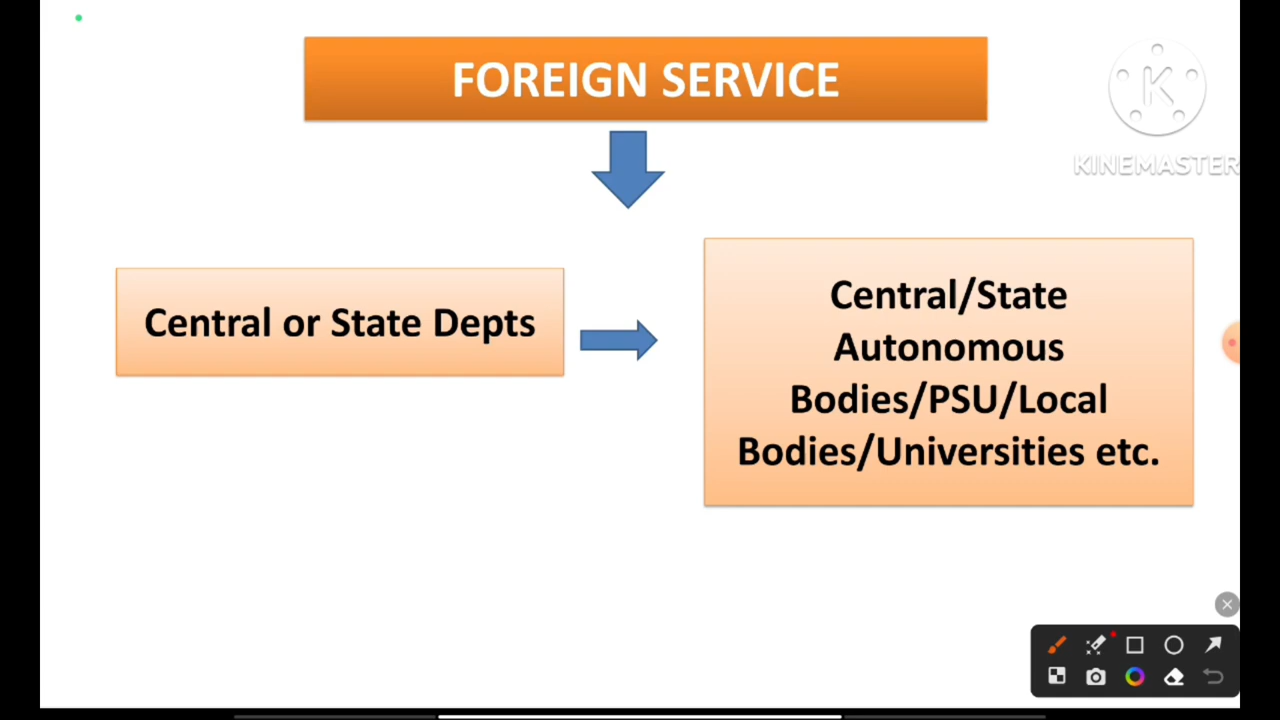 FOREIGN SERVICE
KINEMASTER
Central or State Depts
Central/State
Autonomous
Bodies/PSU/Local
Bodies/Universities etc.